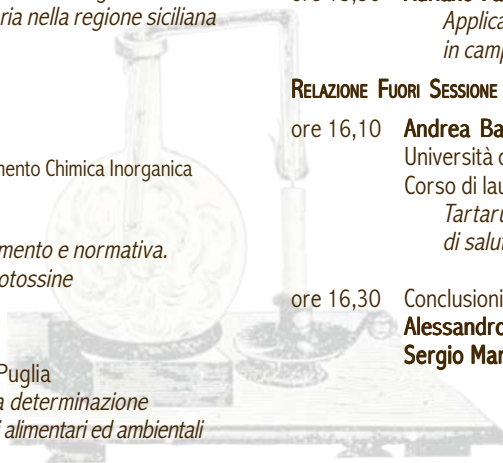 ria nella regione siciliana
mento Chimica Inorganica
mento e normativa.
otossine
Puglia
a determinazione
i alimentari ed ambientali
in camp
RELAZIONE FUORI SESSIONE
ore 16,10 Andrea Ba
Università d
Corso di lau
Tartaru
di salut
ore 16,30 Conclusioni
Alessandro
Sergio Mar